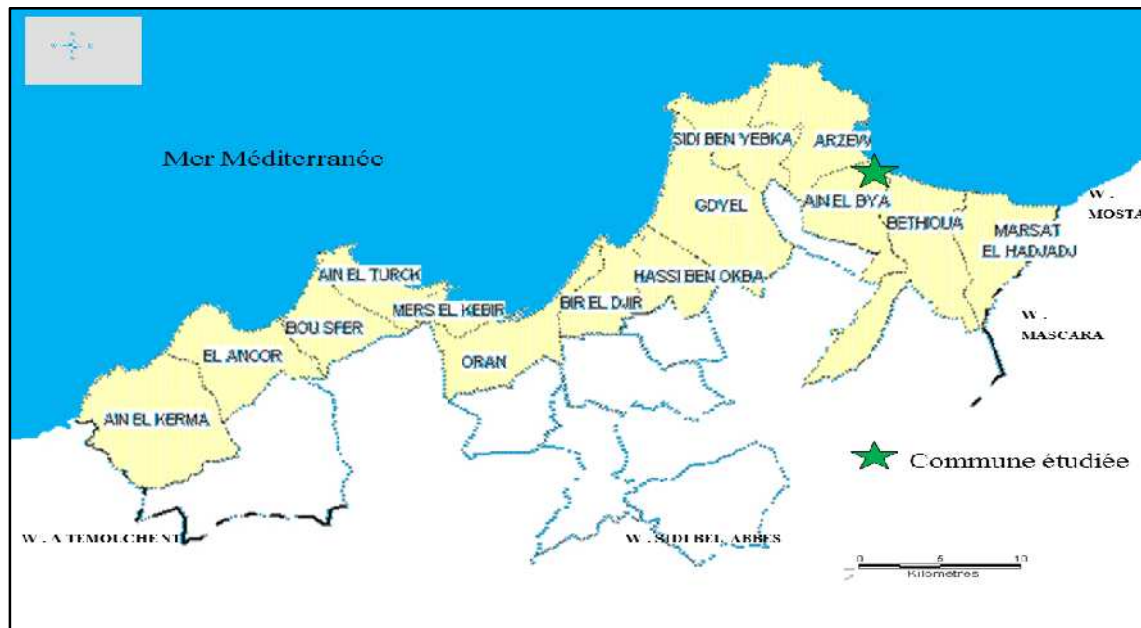 W
E
Mer Méditerranée
SIDI BEN YEBKA
ARZEW
GDYEL
AIN EL BYA
BETHIOUA
W .
MOSTA
MARSAT
EL HADJADJ
AIN EL TURCK
HASSI BEN OKBA
MERS EL KEBIR
BIR EL DJIR
BOU SFER
W .
MASCARA
EL ANCOR
ORAN
AIN EL KERMA
Commune étudiée
W . A TEMOUCHENT
W . SIDI BEL ABBES
0 5 10
Kilomètres